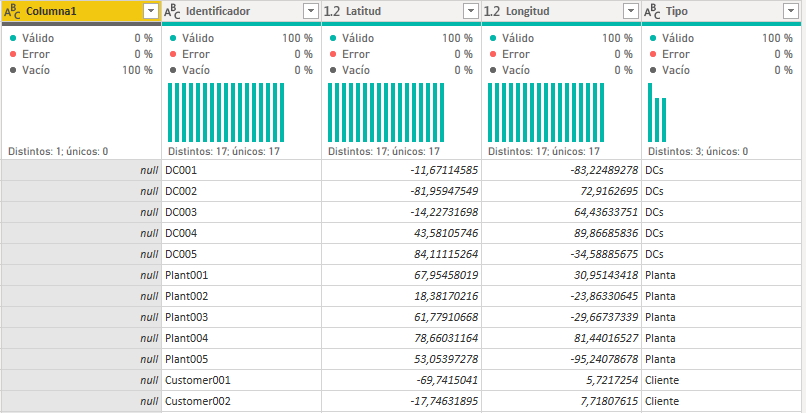 ABC Columna1 ABC Identificador 1.2 Latitud 1.2 Longitud ABC Tipo
Válido 0 % Válido 100 % Válido 100 % Válido 100 % Válido 100 %
Error 0 % Error 0 % Error 0 % Error 0 % Error 0 %
Vacío 100 % Vacío 0 % Vacío 0 % Vacío 0 % Vacío 0 %
Distintos: 1; únicos: 0 Distintos: 17; únicos: 17 Distintos: 17; únicos: 17 Distintos: 17; únicos: 17 Distintos: 3; únicos: 0
null DC001 -11,67114585 -83,22489278 DCs
null DC002 -81,95947549 72,9162695 DCs
null DC003 -14,22731698 64,43633751 DCs
null DC004 43,58105746 89,86685836 DCs
null DC005 84,11115264 -34,58885675 DCs
null Plant001 67,95458019 30,95143418 Planta
null Plant002 18,38170216 -23,86330645 Planta
null Plant003 61,77910668 -29,66737339 Planta
null Plant004 78,66031164 81,44016527 Planta
null Plant005 53,05397278 -95,24078678 Planta
null Customer001 -69,7415041 5,7217254 Cliente
null Customer002 -17,74631895 7,71807615 Cliente